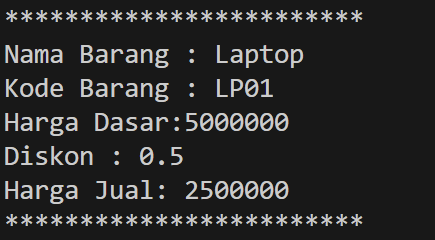 ************************
Nama Barang : Laptop
Kode Barang : LP01
Harga Dasar:5000000
Diskon : 0.5
Harga Jual: 2500000
************************